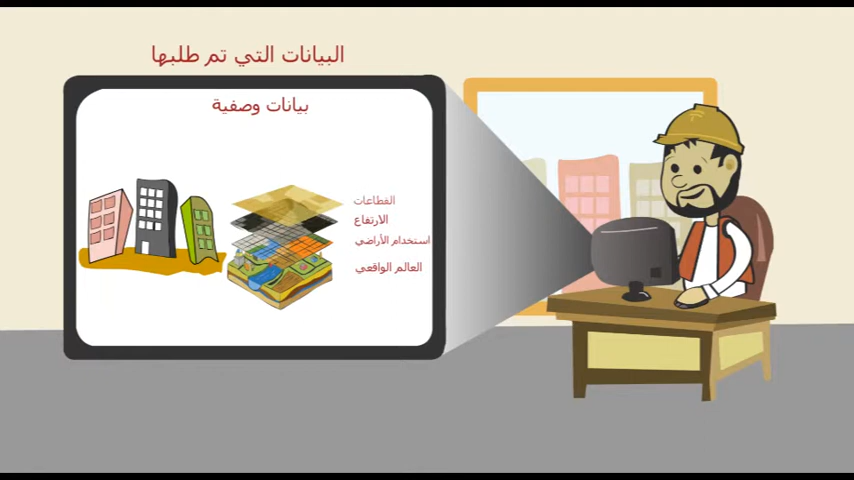 البيانات التي تم طلبها
بيانات وصفية
القطاعات
الارتفاع
استخدام الأراضي
العالم الواقعي